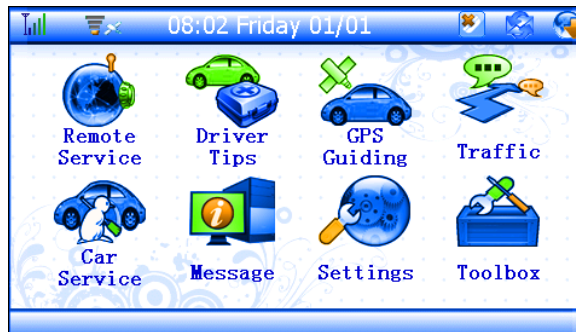 08:02 Friday 01/01
Remote
Service
Driver
Tips
GPS
Guiding
Traffic
Car
Service
Message
Settings
Toolbox